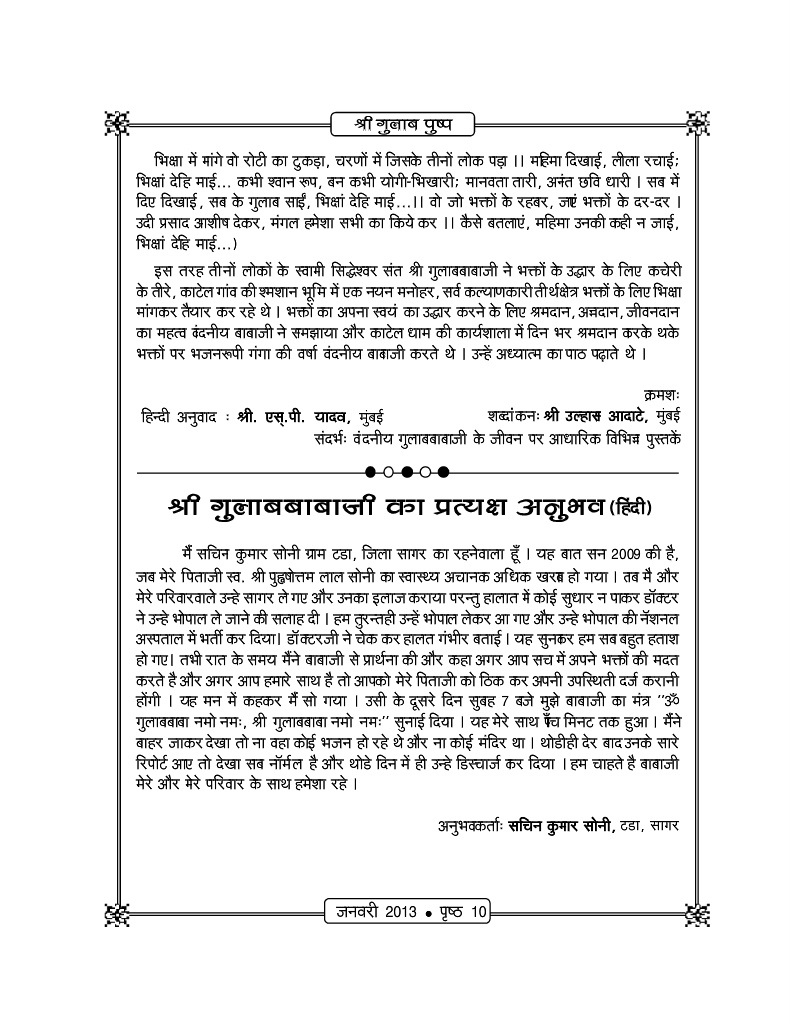 श्री गुलाब पुष्प
भिक्षा में मांगे वो रोटी का टुकड़ा, चरणों में जिसके तीनों लोक पड़ा ।। महिमा दिखाई, लीला रचाई;
भिक्षां देहि माई... कभी श्वान रूप, बन कभी योगी-भिखारी; मानवता तारी, अनंत छवि धारी । सब में
दिए दिखाई, सब के गुलाब साईं, भिक्षां देहि माई...।। वो जो भक्तों के रहबर, जाएं भक्तों के दर-दर ।
उदी प्रसाद आशीष देकर, मंगल हमेशा सभी का किये कर ।। कैसे बतलाएं, महिमा उनकी कही न जाई,
भिक्षां देहि माई...)
इस तरह तीनों लोकों के स्वामी सिद्धेश्वर संत श्री गुलाबबाबाजी ने भक्तों के उद्धार के लिए कचेरी
के तीरे, काटेल गांव की श्मशान भूमि में एक नयन मनोहर, सर्व कल्याणकारी तीर्थक्षेत्र भक्तों के लिए भिक्षा
मांगकर तैयार कर रहे थे । भक्तों का अपना स्वयं का उद्धार करने के लिए श्रमदान, अन्नदान, जीवनदान
का महत्व वंदनीय बाबाजी ने समझाया और काटेल धाम की कार्यशाला में दिन भर श्रमदान करके थके
भक्तों पर भजनरूपी गंगा की वर्षा वंदनीय बाबाजी करते थे । उन्हें अध्यात्म का पाठ पढ़ाते थे ।
क्रमशः
हिन्दी अनुवाद : श्री. एस्.पी. यादव, मुंबई शब्दांकनः श्री उल्हास आदाटे, मुंबई
संदर्भः वंदनीय गुलाबबाबाजी के जीवन पर आधारिक विभिन्न पुस्तकें
श्री गुलाबबाबाजी का प्रत्यक्ष अनुभव (हिंदी)
मैं सचिन कुमार सोनी ग्राम टडा, जिला सागर का रहनेवाला हूँ । यह बात सन 2009 की है,
जब मेरे पिताजी स्व. श्री पुरूषोत्तम लाल सोनी का स्वास्थ्य अचानक अधिक खराब हो गया । तब मै और
मेरे परिवारवाले उन्हे सागर ले गए और उनका इलाज कराया परन्तु हालात में कोई सुधार न पाकर डॉक्टर
ने उन्हे भोपाल ले जाने की सलाह दी । हम तुरन्तही उन्हें भोपाल लेकर आ गए और उन्हे भोपाल की नॅशनल
अस्पताल में भर्ती कर दिया। डॉक्टरजी ने चेक कर हालत गंभीर बताई । यह सुनकर हम सब बहुत हताश
हो गए। तभी रात के समय मैंने बाबाजी से प्रार्थना की और कहा अगर आप सच में अपने भक्तों की मदत
करते है और अगर आप हमारे साथ है तो आपको मेरे पिताजी को ठिक कर अपनी उपस्थिती दर्ज करानी
होंगी । यह मन में कहकर मैं सो गया । उसी के दूसरे दिन सुबह 7 बजे मुझे बाबाजी का मंत्र ''ॐ
गुलाबबाबा नमो नमः, श्री गुलाबबाबा नमो नमः'' सुनाई दिया । यह मेरे साथ पाँच मिनट तक हुआ । मैंने
बाहर जाकर देखा तो ना वहा कोई भजन हो रहे थे और ना कोई मंदिर था । थोडीही देर बाद उनके सारे
रिपोर्ट आए तो देखा सब नॉर्मल है और थोडे दिन में ही उन्हे डिस्चार्ज कर दिया । हम चाहते है बाबाजी
मेरे और मेरे परिवार के साथ हमेशा रहे ।
अनुभवकर्ताः सचिन कुमार सोनी, टडा, सागर
जनवरी 2013 ● पृष्ठ 10